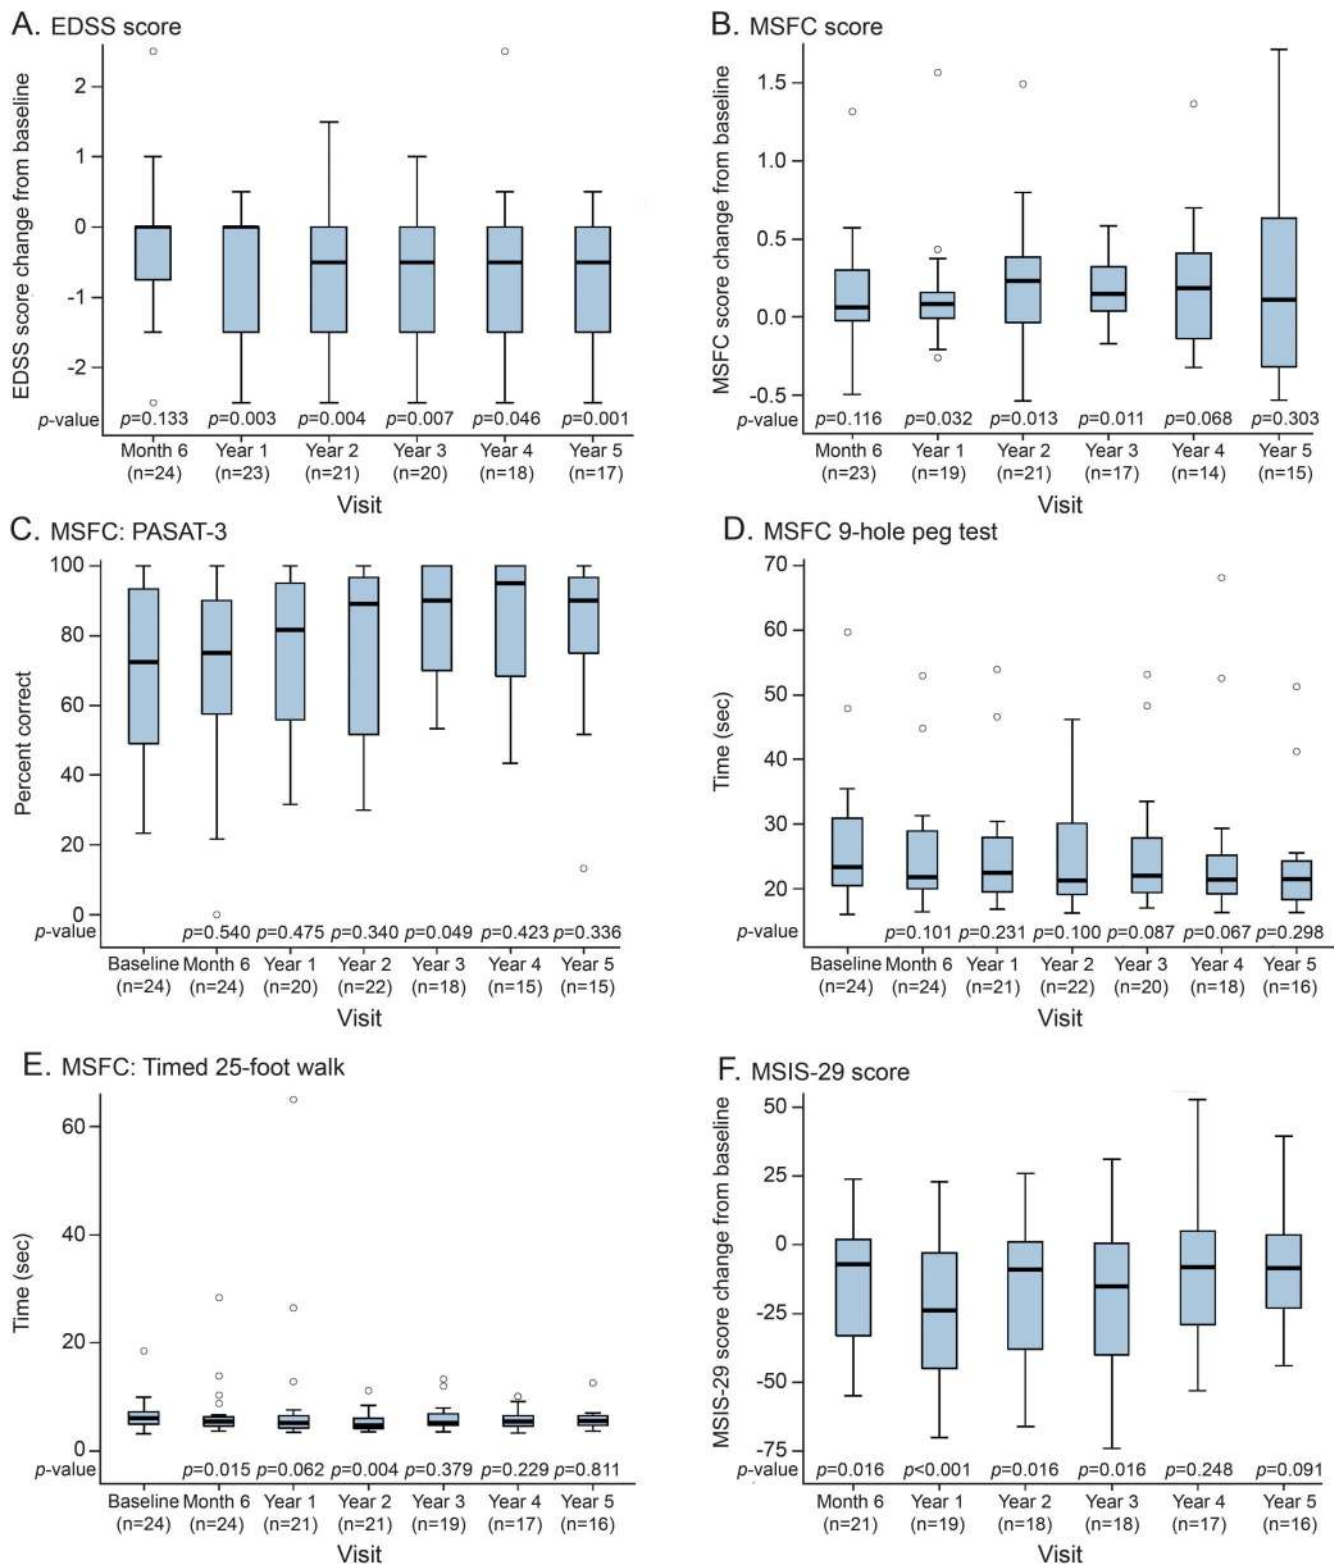 A. EDSS score
EDSS score change from baseline
2
1
0
-1
-2
p-value p=0.133 p=0.003 p=0.004 p=0.007 p=0.046 p=0.001
Month 6 Year 1 Year 2 Year 3 Year 4 Year 5
(n=24) (n=23) (n=21) (n=20) (n=18) (n=17)
Visit
B. MSFC score
MSFC score change from baseline
1.5
1.0
0.5
0.0
-0.5
p-value p=0.116 p=0.032 p=0.013 p=0.011 p=0.068 p=0.303
Month 6 Year 1 Year 2 Year 3 Year 4 Year 5
(n=23) (n=19) (n=21) (n=17) (n=14) (n=15)
Visit
C. MSFC: PASAT-3
Percent correct
100
80
60
40
20
0
p-value p=0.540 p=0.475 p=0.340 p=0.049 p=0.423 p=0.336
Baseline Month 6 Year 1 Year 2 Year 3 Year 4 Year 5
(n=24) (n=24) (n=20) (n=22) (n=18) (n=15) (n=15)
Visit
D. MSFC 9-hole peg test
Time (sec)
70
60
50
40
30
20
p-value p=0.101 p=0.231 p=0.100 p=0.087 p=0.067 p=0.298
Baseline Month 6 Year 1 Year 2 Year 3 Year 4 Year 5
(n=24) (n=24) (n=21) (n=22) (n=20) (n=18) (n=16)
Visit
E. MSFC: Timed 25-foot walk
Time (sec)
60
40
20
0
p-value p=0.015 p=0.062 p=0.004 p=0.379 p=0.229 p=0.811
Baseline Month 6 Year 1 Year 2 Year 3 Year 4 Year 5
(n=24) (n=24) (n=21) (n=21) (n=19) (n=17) (n=16)
Visit
F. MSIS-29 score
MSIS-29 score change from baseline
50
25
0
-25
-50
-75
p-value p=0.016 p<0.001 p=0.016 p=0.016 p=0.248 p=0.091
Month 6 Year 1 Year 2 Year 3 Year 4 Year 5
(n=21) (n=19) (n=18) (n=18) (n=17) (n=16)
Visit